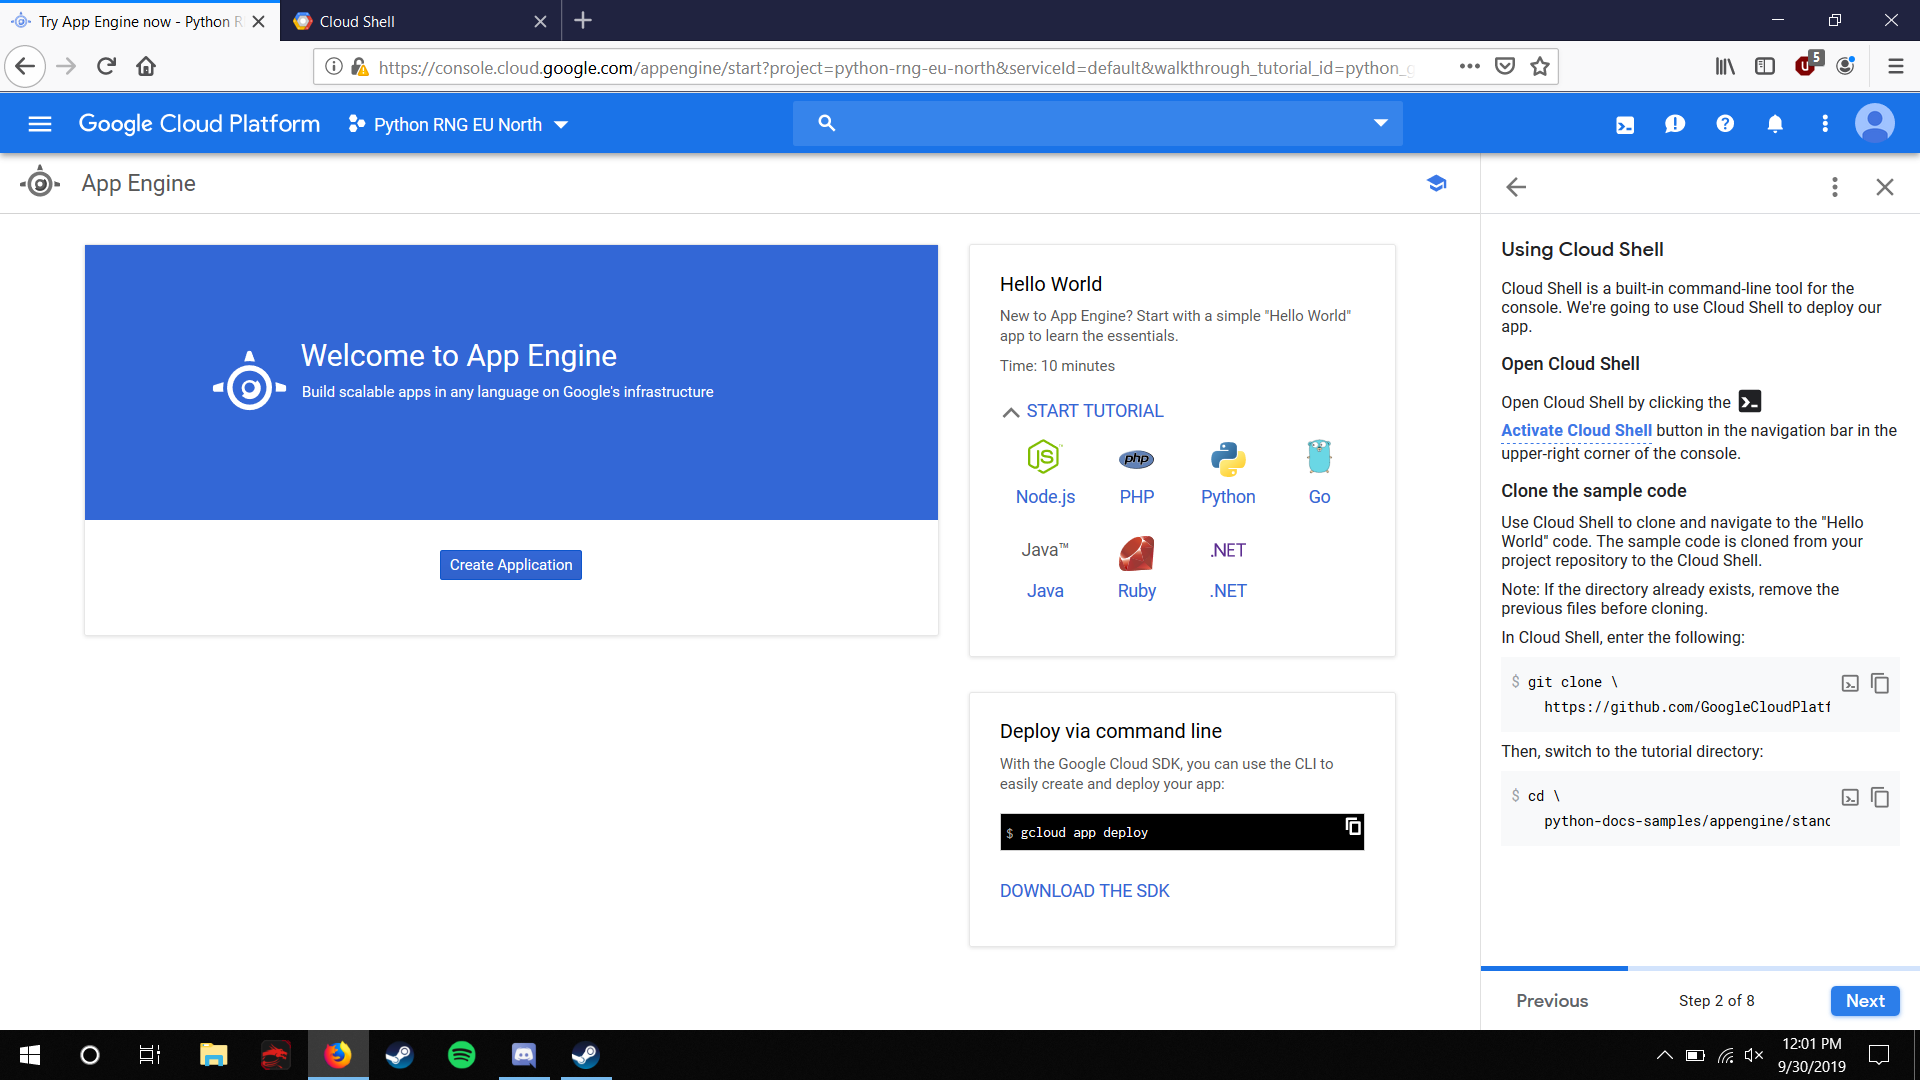 Try App Engine now - Python R
Cloud Shell
https://console.cloud.google.com/appengine/start?project=python-rng-eu-north&serviceId=default&walkthrough_tutorial_id=python_g
5
Google Cloud Platform
Python RNG EU North
App Engine
Welcome to App Engine
Build scalable apps in any language on Google's infrastructure
Create Application
Hello World
New to App Engine? Start with a simple "Hello World"
app to learn the essentials.
Time: 10 minutes
START TUTORIAL
JS
php
Node.js
PHP
Python
Go
Java™
.NET
Java
Ruby
.NET
Deploy via command line
With the Google Cloud SDK, you can use the CLI to
easily create and deploy your app:
$ gcloud app deploy
DOWNLOAD THE SDK
Using Cloud Shell
Cloud Shell is a built-in command-line tool for the
console. We're going to use Cloud Shell to deploy our
app.
Open Cloud Shell
Open Cloud Shell by clicking the
Activate Cloud Shell button in the navigation bar in the
upper-right corner of the console.
Clone the sample code
Use Cloud Shell to clone and navigate to the "Hello
World" code. The sample code is cloned from your
project repository to the Cloud Shell.
Note: If the directory already exists, remove the
previous files before cloning.
In Cloud Shell, enter the following:
$ git clone \
https://github.com/GoogleCloudPlatf
Then, switch to the tutorial directory:
$ cd \
python-docs-samples/appengine/stand
Previous
Step 2 of 8
Next
12:01 PM
9/30/2019